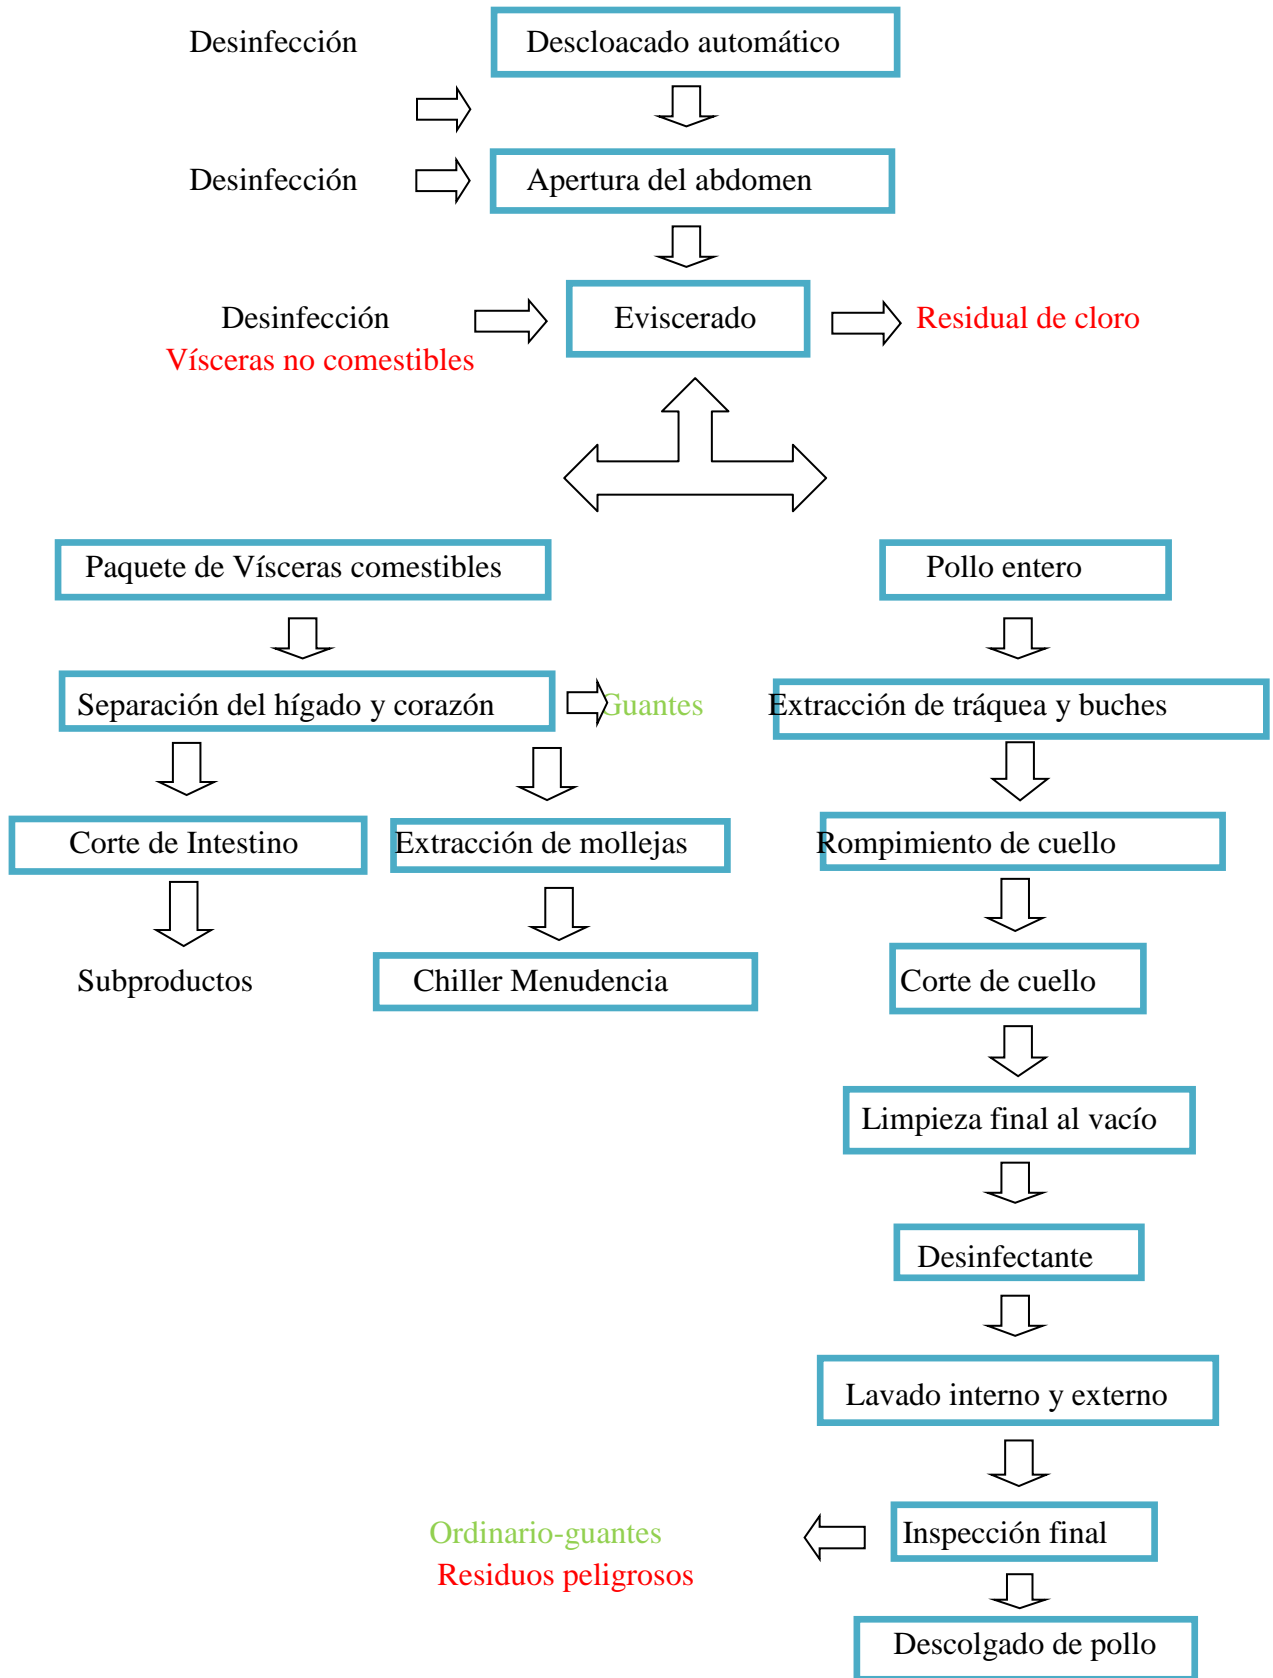 Desinfección
Descloacado automático
Desinfección
Apertura del abdomen
Desinfección
Vísceras no comestibles
Eviscerado
Residual de cloro
Paquete de Vísceras comestibles
Pollo entero
Separación del hígado y corazón
Guantes
Extracción de tráquea y buches
Corte de Intestino
Extracción de mollejas
Rompimiento de cuello
Subproductos
Chiller Menudencia
Corte de cuello
Limpieza final al vacío
Desinfectante
Lavado interno y externo
Ordinario-guantes
Residuos peligrosos
Inspección final
Descolgado de pollo